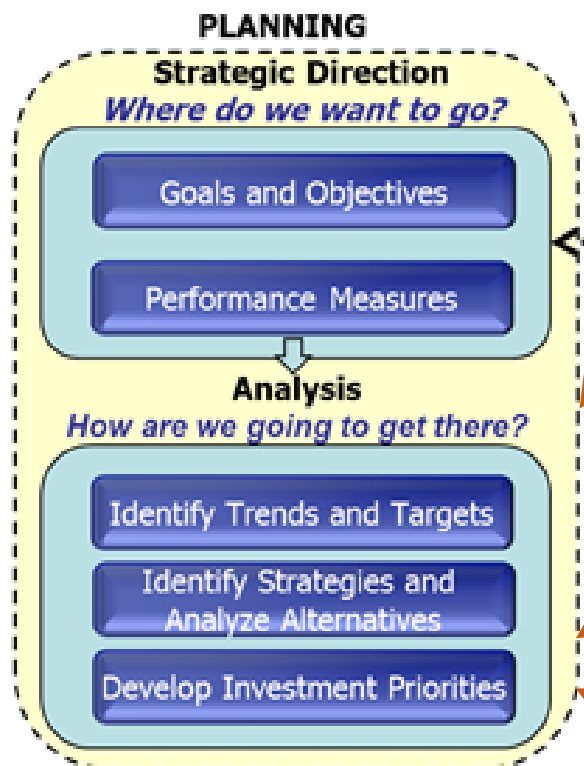 PLANNING
Strategic Direction
Where do we want to go?
Goals and Objectives
Performance Measures
Analysis
How are we going to get there?
Identify Trends and Targets
Identify Strategies and
Analyze Alternatives
Develop Investment Priorities